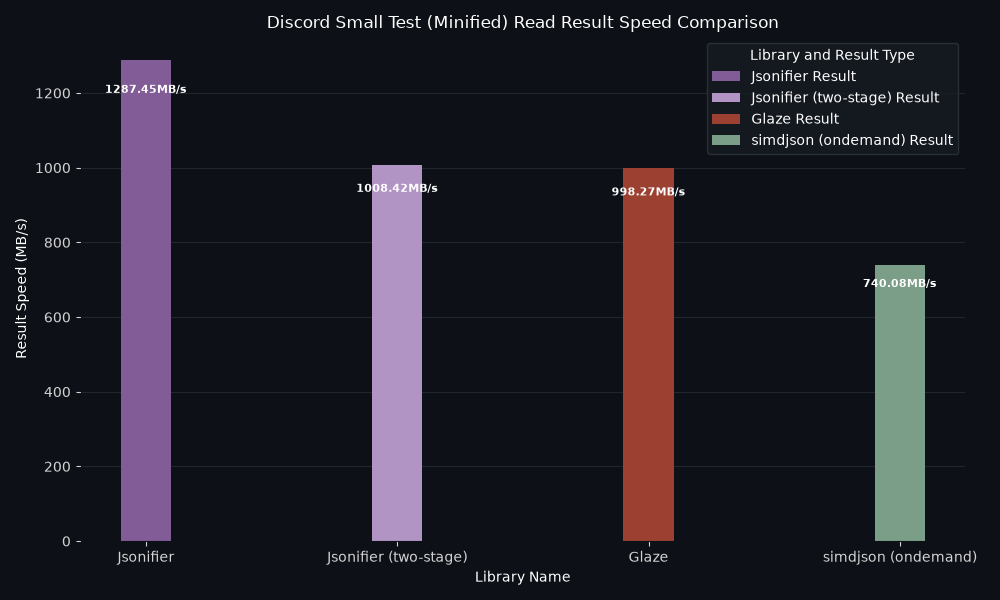 Discord Small Test (Minified) Read Result Speed Comparison
Library and Result Type
Jsonifier Result
Jsonifier (two-stage) Result
Glaze Result
simdjson (ondemand) Result
1287.45MB/s
1008.42MB/s
998.27MB/s
740.08MB/s
Result Speed (MB/s)
1200
1000
800
600
400
200
0
Jsonifier
Jsonifier (two-stage)
Glaze
simdjson (ondemand)
Library Name